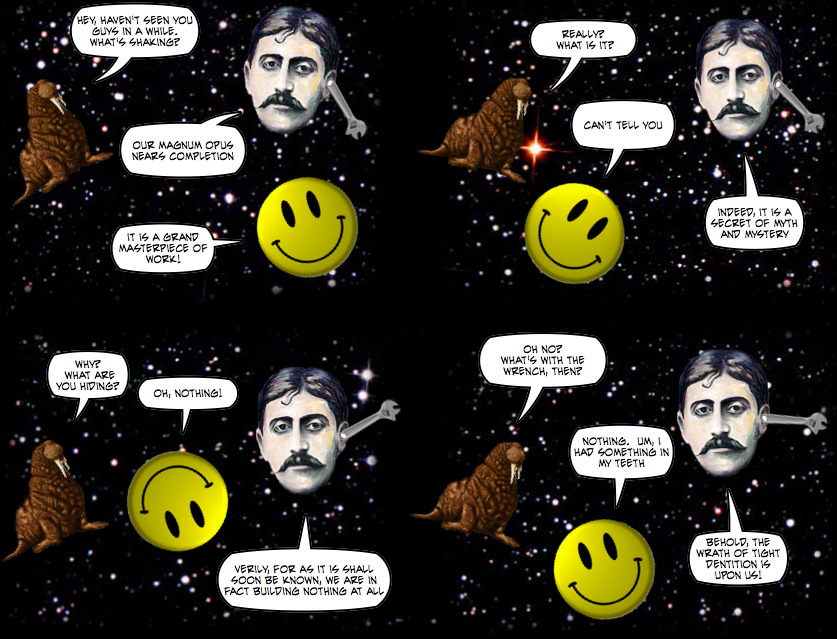 HEY, HAVEN'T SEEN YOU
GUYS IN A WHILE.
WHAT'S SHAKING?
OUR MAGNUM OPUS
NEARS COMPLETION
IT IS A GRAND
MASTERPIECE OF
WORK!
REALLY?
WHAT IS IT?
CAN'T TELL YOU
INDEED, IT IS A
SECRET OF MYTH
AND MYSTERY
WHY?
WHAT ARE
YOU HIDING?
OH, NOTHING!
VERILY, FOR AS IT IS SHALL
SOON BE KNOWN, WE ARE IN
FACT BUILDING NOTHING AT ALL
OH NO?
WHAT'S WITH THE
WRENCH, THEN?
NOTHING. UM, I
HAD SOMETHING IN
MY TEETH
BEHOLD, THE
WRATH OF TIGHT
DENTITION IS
UPON US!